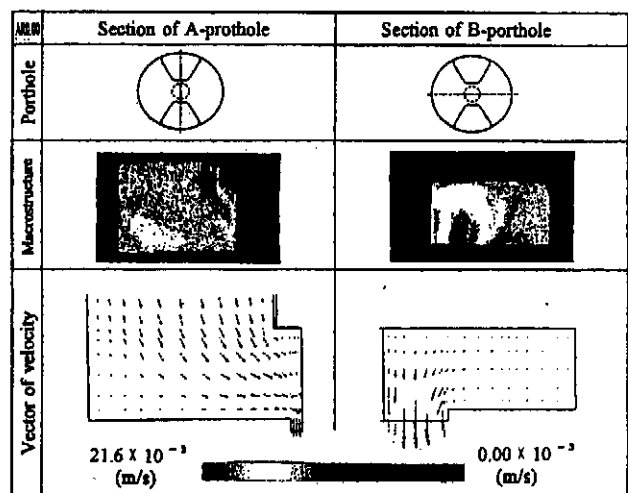 Section of A-prothole
Section of B-porthole
Porthole
Macrostructure
Vector of velocity
21.6 X 10⁻³
(m/s)
0.00 X 10⁻³
(m/s)